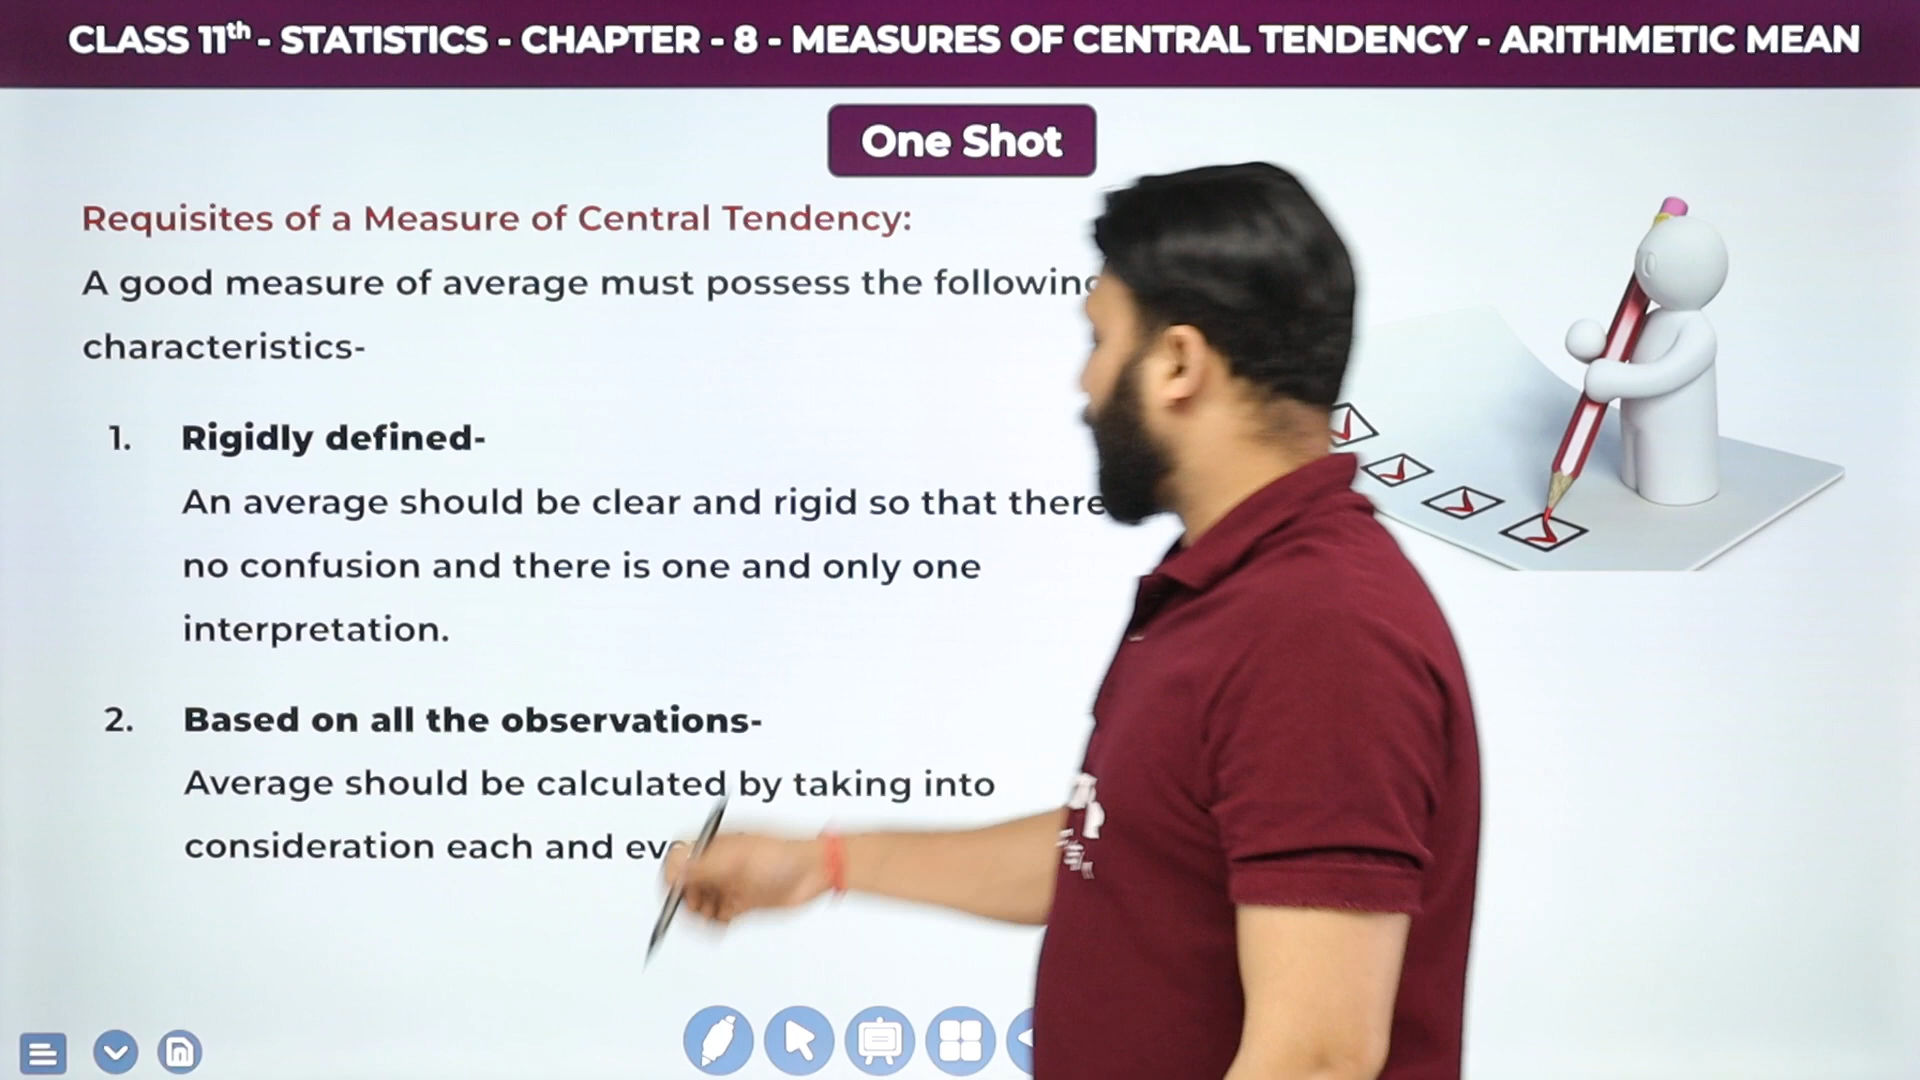 CLASS 11th - STATISTICS - CHAPTER - 8 - MEASURES OF CENTRAL TENDENCY - ARITHMETIC MEAN
One Shot
Requisites of a Measure of Central Tendency:
A good measure of average must possess the following
characteristics-
1. Rigidly defined-
An average should be clear and rigid so that there
no confusion and there is one and only one
interpretation.
2. Based on all the observations-
Average should be calculated by taking into
consideration each and